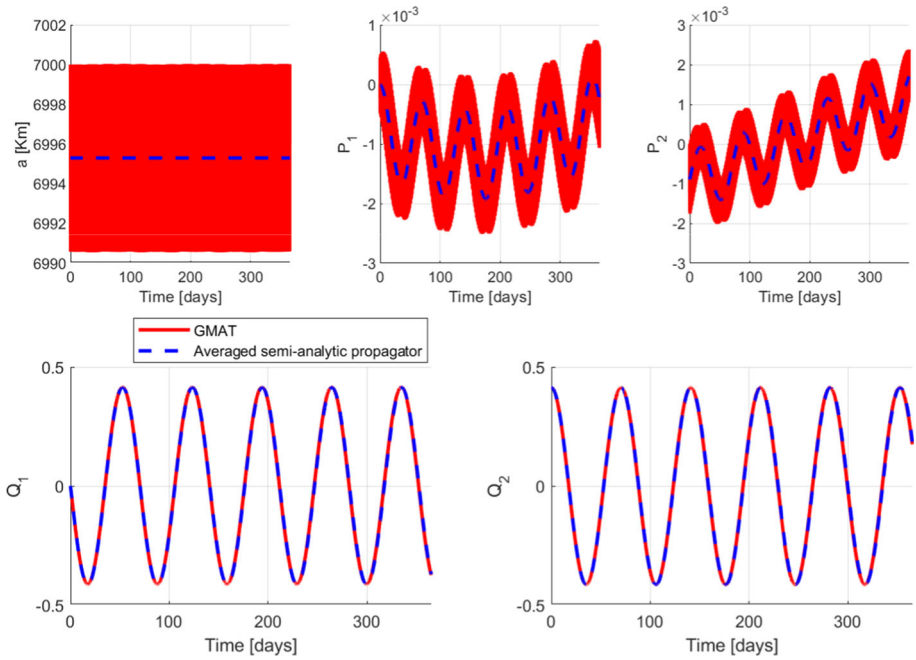 7002
7000
6998
6996
6994
6992
6990
a [Km]
0 100 200 300
Time [days]
×10⁻³
1
0
-1
-2
-3
P₁
0 100 200 300
Time [days]
×10⁻³
3
2
1
0
-1
-2
-3
P₂
0 100 200 300
Time [days]
GMAT
Averaged semi-analytic propagator
0.5
0
-0.5
Q₁
0 100 200 300
Time [days]
0.5
0
-0.5
Q₂
0 100 200 300
Time [days]